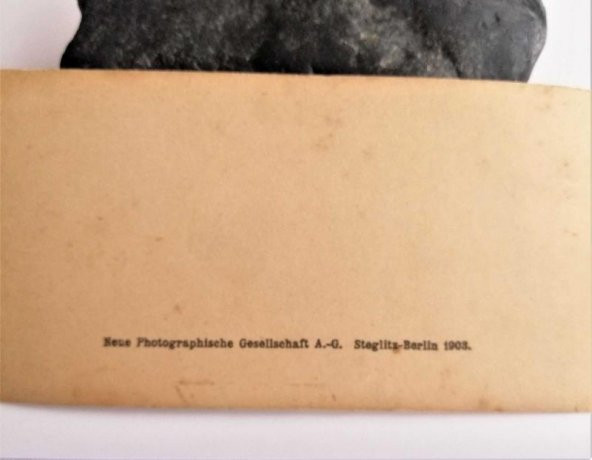 Neue Photographische Gesellschaft A.-G. Steglitz-Berlin 1903.